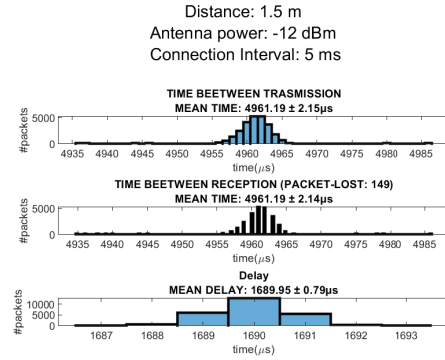 Distance: 1.5 m
Antenna power: -12 dBm
Connection Interval: 5 ms
TIME BEETWEEN TRASMISSION
MEAN TIME: 4961.19 ± 2.15μs
#packets
5000
0
4935 4940 4945 4950 4955 4960 4965 4970 4975 4980 4985
time(μs)
TIME BEETWEEN RECEPTION (PACKET-LOST: 149)
MEAN TIME: 4961.19 ± 2.14μs
#packets
5000
0
4935 4940 4945 4950 4955 4960 4965 4970 4975 4980 4985
time(μs)
Delay
MEAN DELAY: 1689.95 ± 0.79μs
#packets
10000
5000
0
1687 1688 1689 1690 1691 1692 1693
time(μs)